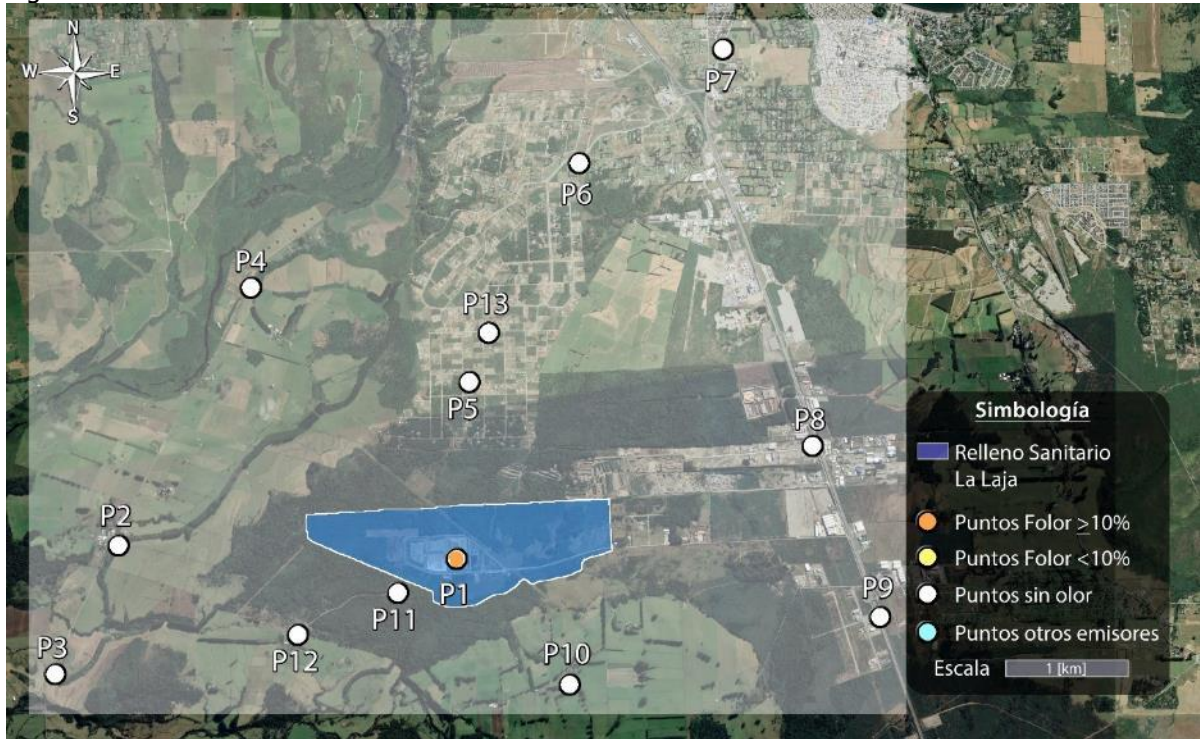 N
W E
S
P7
P6
P4
P13
P5
P8
P2
P1
P11
P9
P12
P3
P10
Simbología
Relleno Sanitario
La Laja
Puntos Folor ≥10%
Puntos Folor <10%
Puntos sin olor
Puntos otros emisores
Escala 1 [km]